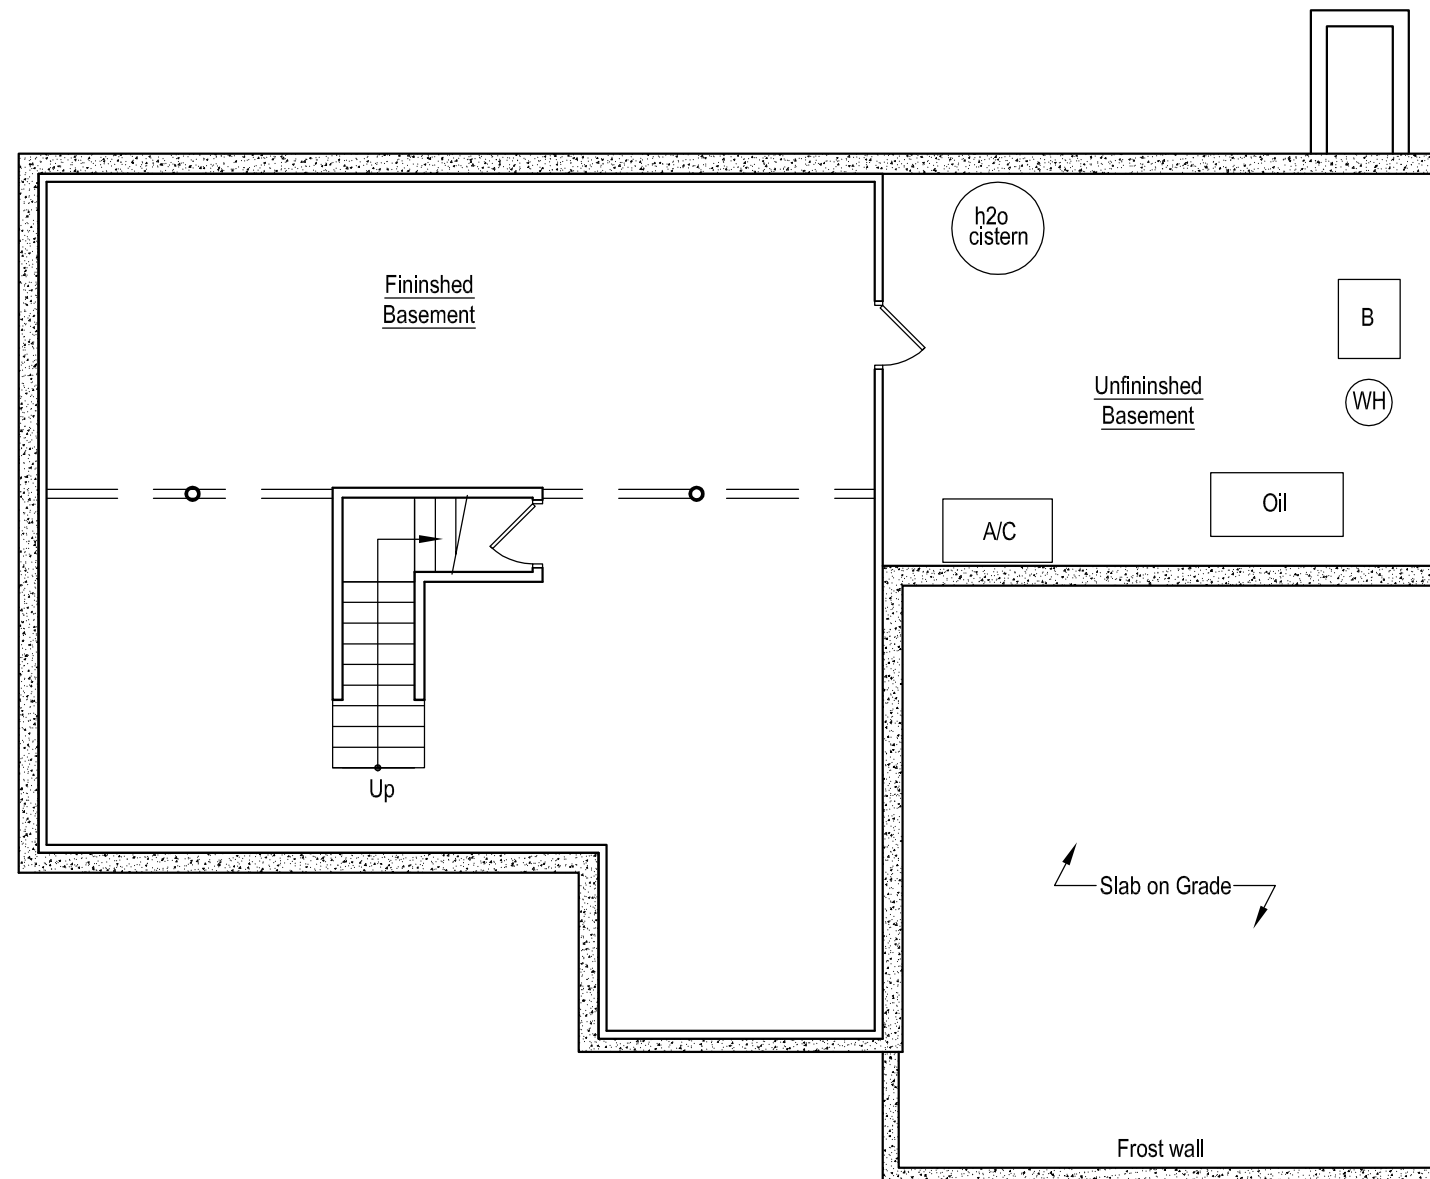 h2o
cistern
Fininshed
Basement
B
Unfininshed
Basement
WH
A/C
Oil
Up
Slab on Grade
Frost wall